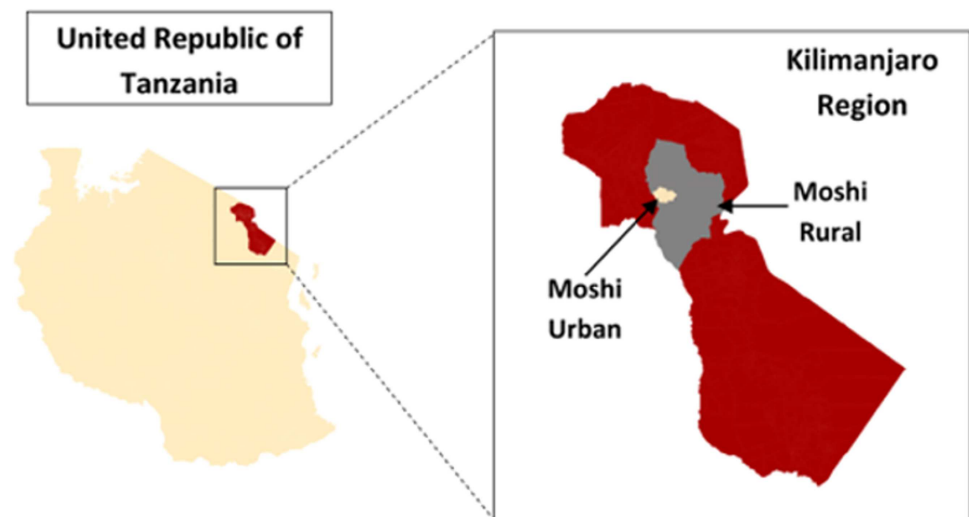 United Republic of
Tanzania
Kilimanjaro
Region
Moshi
Rural
Moshi
Urban